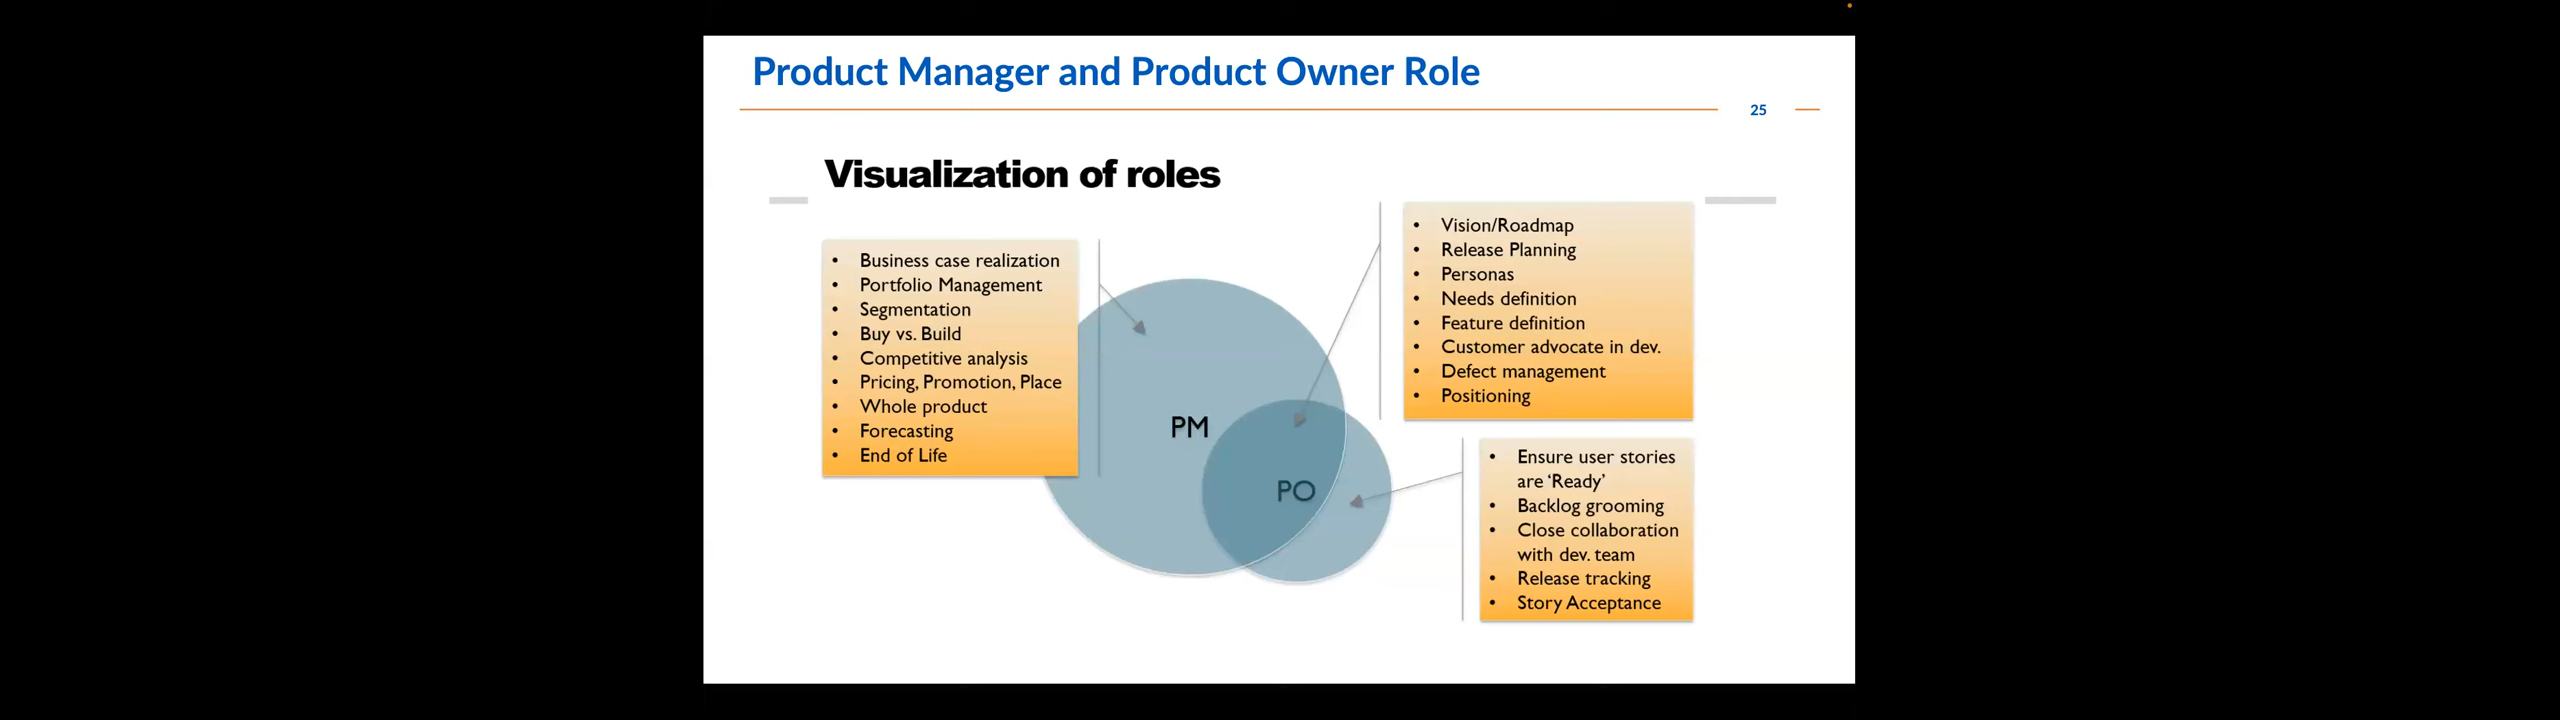 Product Manager and Product Owner Role
25
Visualization of roles
• Business case realization
• Portfolio Management
• Segmentation
• Buy vs. Build
• Competitive analysis
• Pricing, Promotion, Place
• Whole product
• Forecasting
• End of Life
PM
PO
• Vision/Roadmap
• Release Planning
• Personas
• Needs definition
• Feature definition
• Customer advocate in dev.
• Defect management
• Positioning
• Ensure user stories
are ‘Ready’
• Backlog grooming
• Close collaboration
with dev. team
• Release tracking
• Story Acceptance